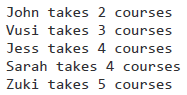 John takes 2 courses
Vusi takes 3 courses
Jess takes 4 courses
Sarah takes 4 courses
Zuki takes 5 courses